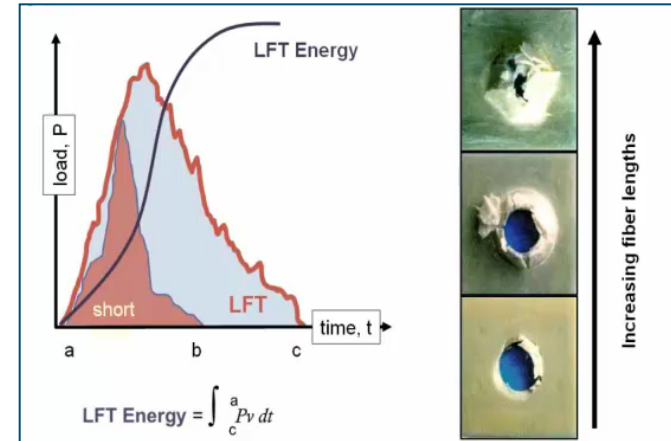 LFT Energy
load, P
short
LFT
time, t
a
b
c
LFT Energy = ∫ a c Pv dt
Increasing fiber lengths